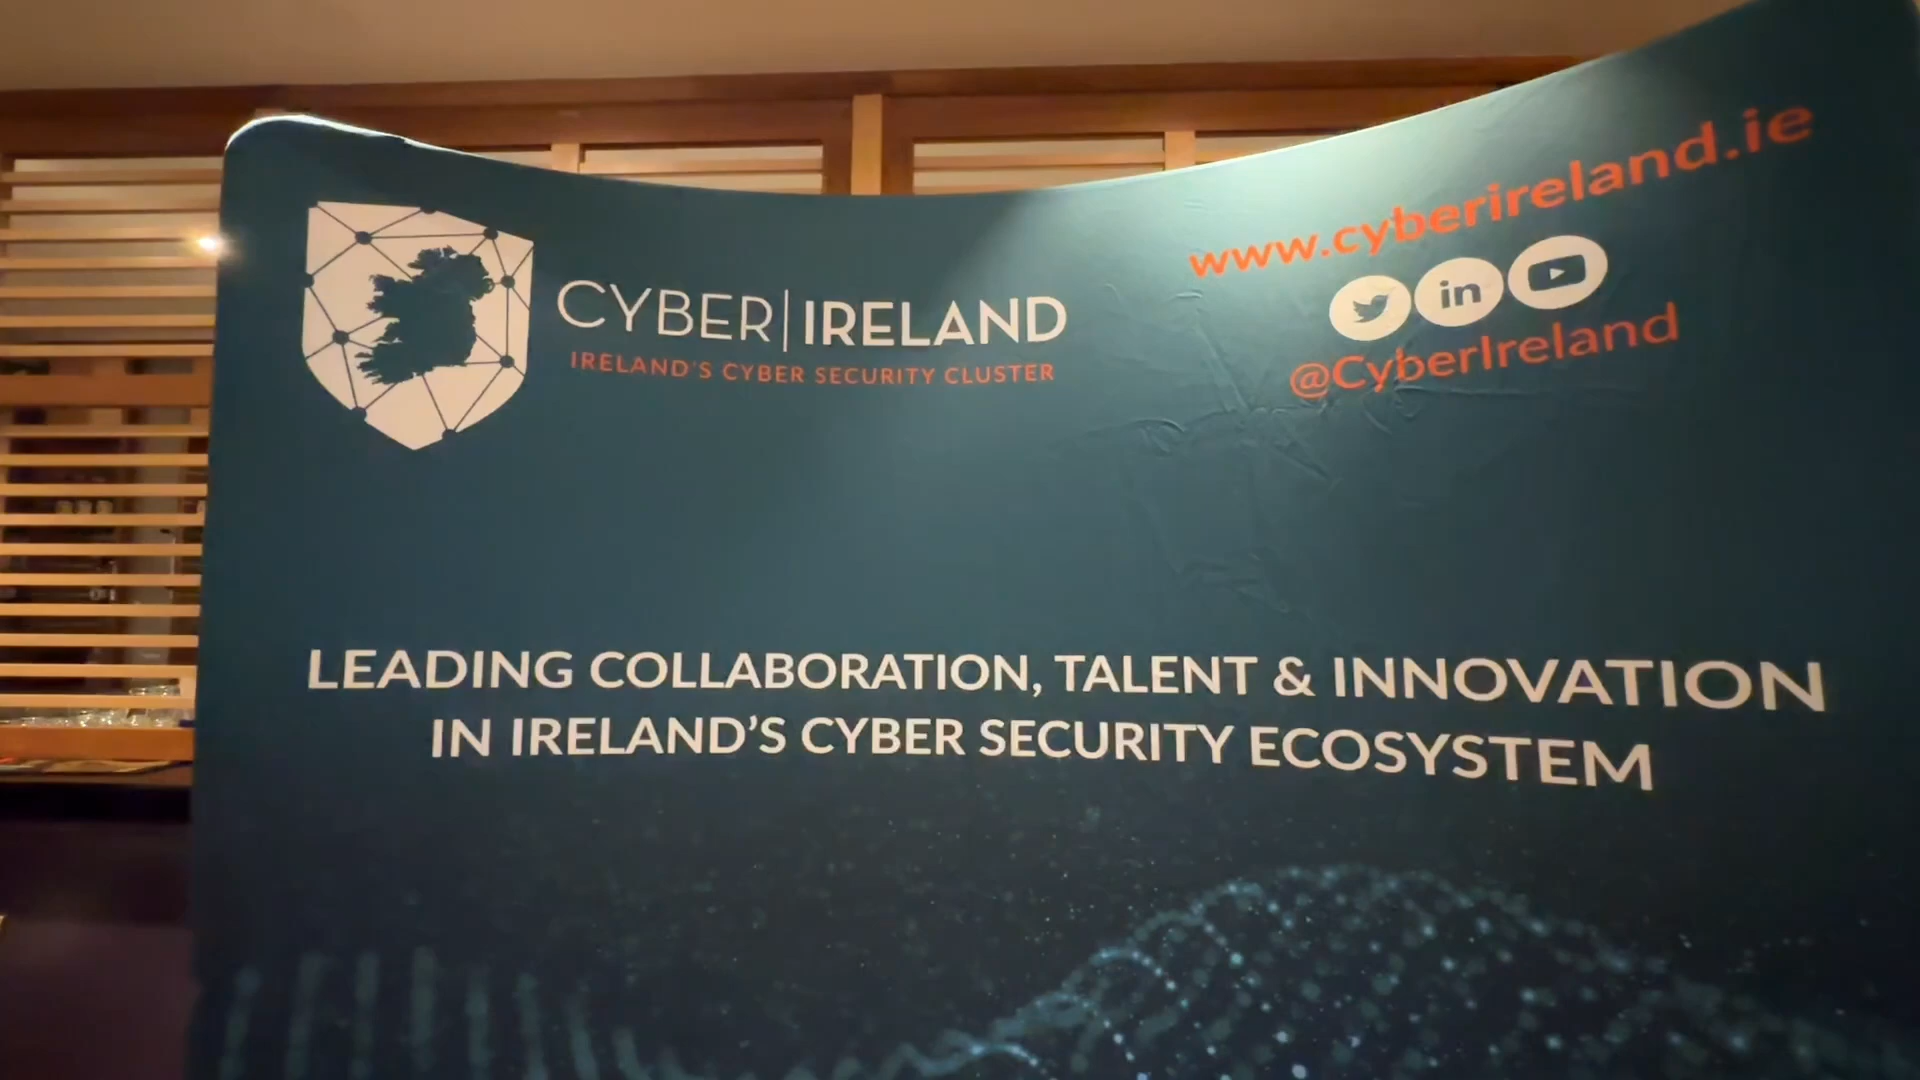 CYBER|IRELAND
IRELAND'S CYBER SECURITY CLUSTER
www.cyberireland.ie
in
@CyberIreland
LEADING COLLABORATION, TALENT & INNOVATION
IN IRELAND'S CYBER SECURITY ECOSYSTEM